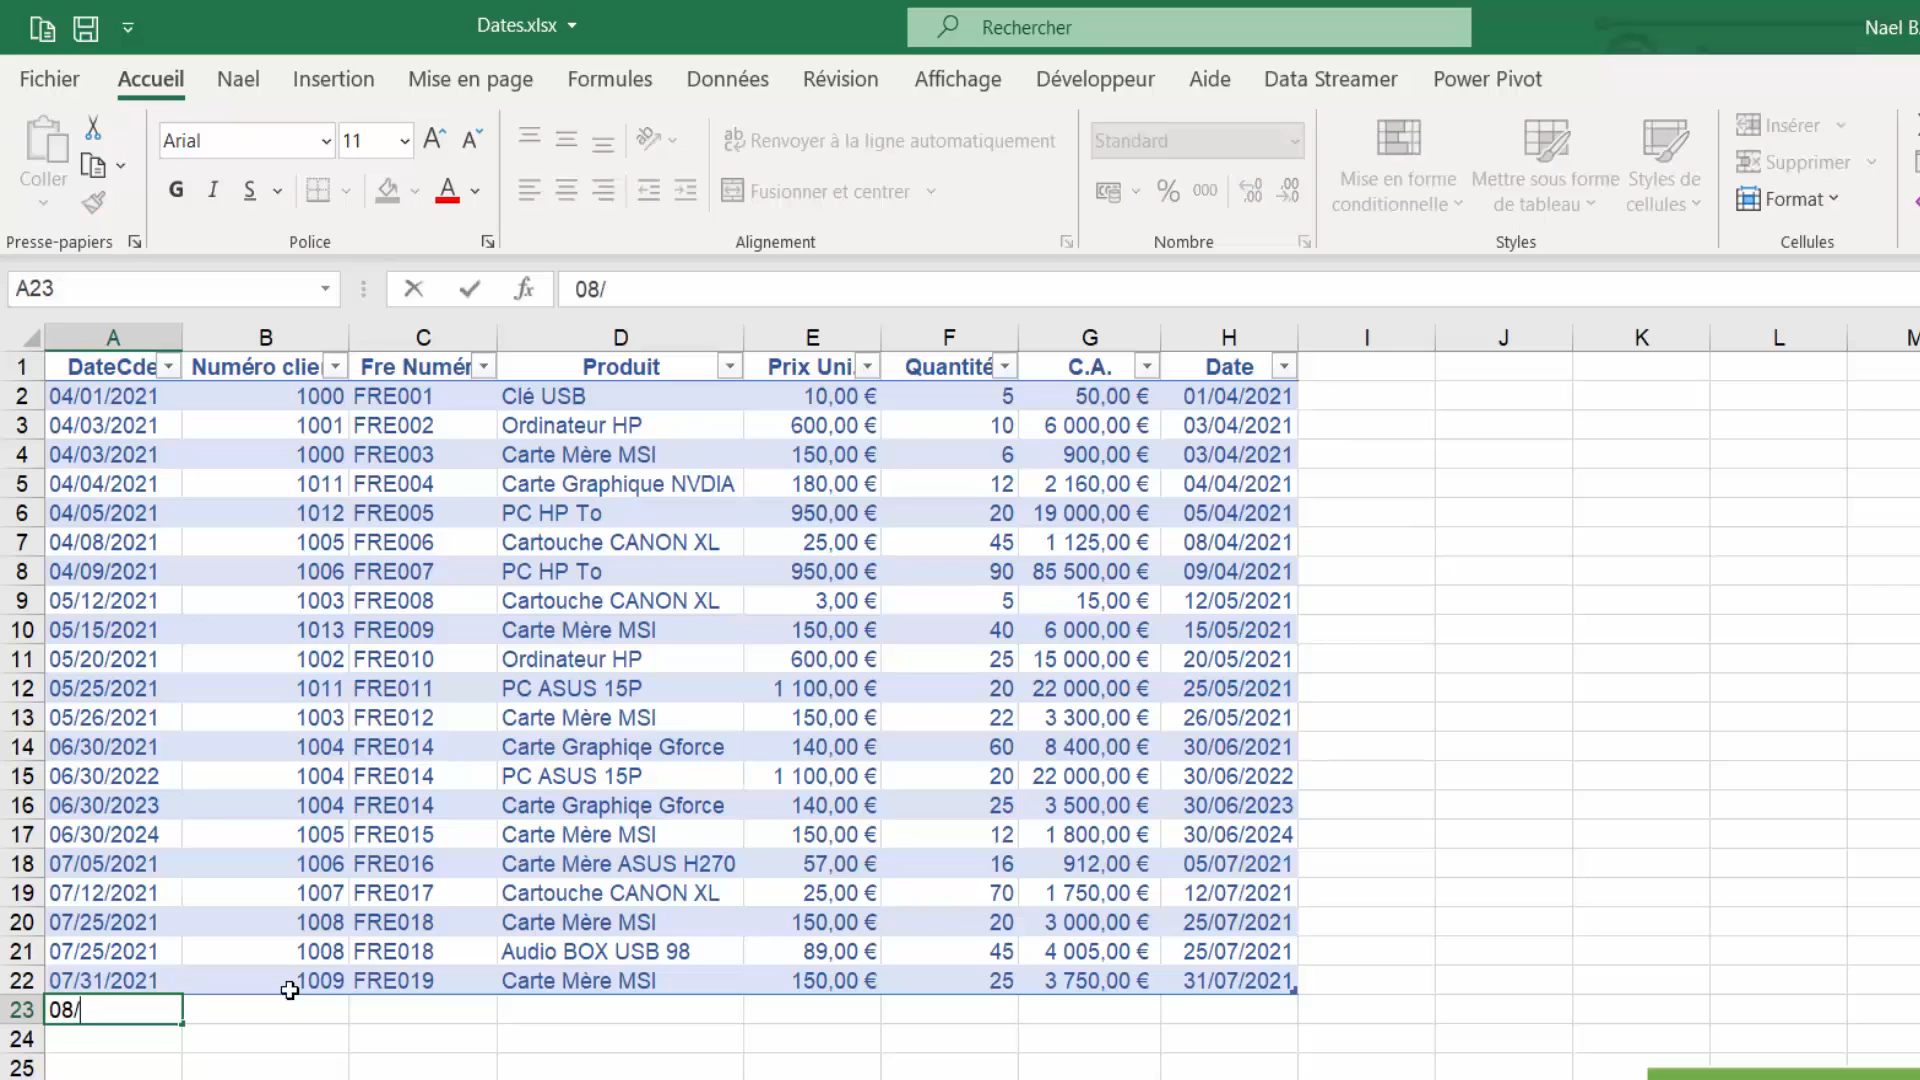 Dates.xlsx
Rechercher
Nael B.
Fichier Accueil Nael Insertion Mise en page Formules Données Révision Affichage Développeur Aide Data Streamer Power Pivot
Coller
Arial 11
G I S A
Renvoyer à la ligne automatiquement
Fusionner et centrer
Standard
% 000
Mise en forme conditionnelle
Mettre sous forme de tableau
Styles de cellules
Insérer
Supprimer
Format
Presse-papiers Police Alignement Nombre Styles Cellules
A23 fx 08/
A B C D E F G H I J K L M
1 DateCde Numéro clie Fre Numér Produit Prix Uni. Quantité C.A. Date
2 04/01/2021 1000 FRE001 Clé USB 10,00 € 5 50,00 € 01/04/2021
3 04/03/2021 1001 FRE002 Ordinateur HP 600,00 € 10 6 000,00 € 03/04/2021
4 04/03/2021 1000 FRE003 Carte Mère MSI 150,00 € 6 900,00 € 03/04/2021
5 04/04/2021 1011 FRE004 Carte Graphique NVDIA 180,00 € 12 2 160,00 € 04/04/2021
6 04/05/2021 1012 FRE005 PC HP To 950,00 € 20 19 000,00 € 05/04/2021
7 04/08/2021 1005 FRE006 Cartouche CANON XL 25,00 € 45 1 125,00 € 08/04/2021
8 04/09/2021 1006 FRE007 PC HP To 950,00 € 90 85 500,00 € 09/04/2021
9 05/12/2021 1003 FRE008 Cartouche CANON XL 3,00 € 5 15,00 € 12/05/2021
10 05/15/2021 1013 FRE009 Carte Mère MSI 150,00 € 40 6 000,00 € 15/05/2021
11 05/20/2021 1002 FRE010 Ordinateur HP 600,00 € 25 15 000,00 € 20/05/2021
12 05/25/2021 1011 FRE011 PC ASUS 15P 1 100,00 € 20 22 000,00 € 25/05/2021
13 05/26/2021 1003 FRE012 Carte Mère MSI 150,00 € 22 3 300,00 € 26/05/2021
14 06/30/2021 1004 FRE014 Carte Graphiqe Gforce 140,00 € 60 8 400,00 € 30/06/2021
15 06/30/2022 1004 FRE014 PC ASUS 15P 1 100,00 € 20 22 000,00 € 30/06/2022
16 06/30/2023 1004 FRE014 Carte Graphiqe Gforce 140,00 € 25 3 500,00 € 30/06/2023
17 06/30/2024 1005 FRE015 Carte Mère MSI 150,00 € 12 1 800,00 € 30/06/2024
18 07/05/2021 1006 FRE016 Carte Mère ASUS H270 57,00 € 16 912,00 € 05/07/2021
19 07/12/2021 1007 FRE017 Cartouche CANON XL 25,00 € 70 1 750,00 € 12/07/2021
20 07/25/2021 1008 FRE018 Carte Mère MSI 150,00 € 20 3 000,00 € 25/07/2021
21 07/25/2021 1008 FRE018 Audio BOX USB 98 89,00 € 45 4 005,00 € 25/07/2021
22 07/31/2021 1009 FRE019 Carte Mère MSI 150,00 € 25 3 750,00 € 31/07/2021
23 08/
24
25